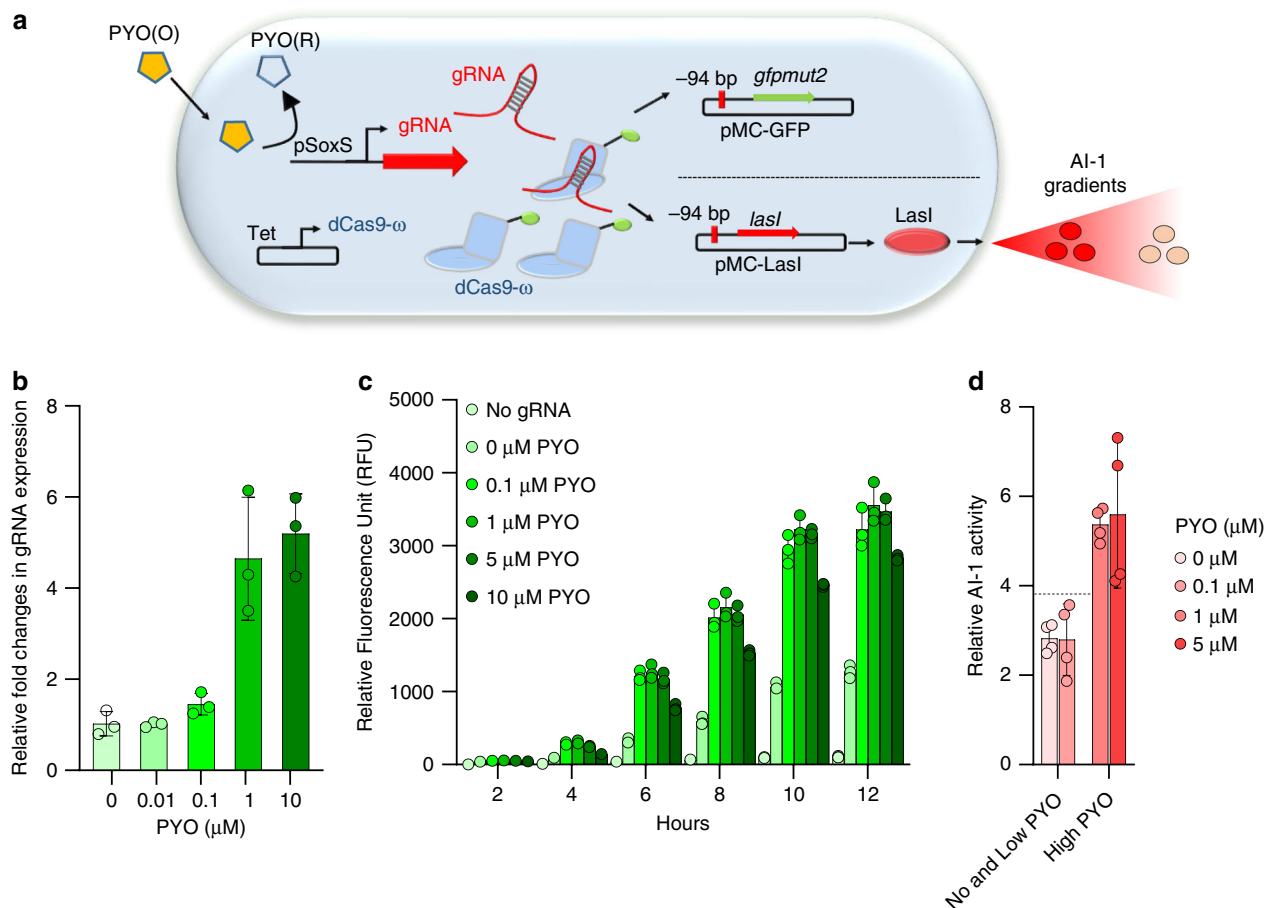 a
PYO(O)
PYO(R)
gRNA
pSoxS
gRNA
–94 bp
gfpmut2
pMC-GFP
AI-1
gradients
Tet
dCas9-ω
dCas9-ω
–94 bp
lasI
pMC-LasI
LasI
b
Relative fold changes in gRNA expression
8
6
4
2
0
0
0.01
0.1
1
10
PYO (μM)
c
Relative Fluorescence Unit (RFU)
5000
4000
3000
2000
1000
0
No gRNA
0 μM PYO
0.1 μM PYO
1 μM PYO
5 μM PYO
10 μM PYO
2
4
6
8
10
12
Hours
d
Relative AI-1 activity
8
6
4
2
0
No and Low PYO
High PYO
PYO (μM)
0 μM
0.1 μM
1 μM
5 μM